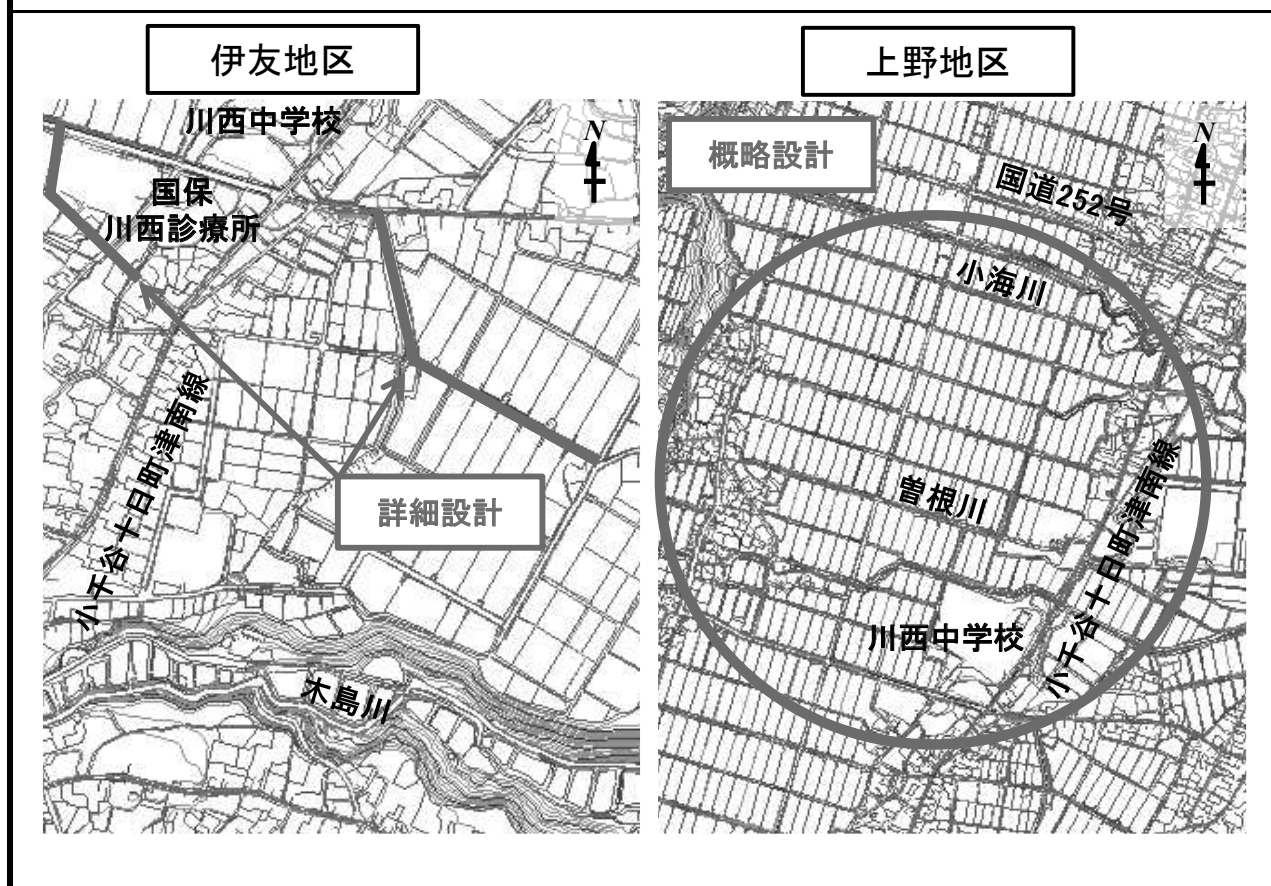 伊友地区
川西中学校
N
国保
川西診療所
小千谷十日町津南線
詳細設計
木島川
上野地区
概略設計
N
国道252号
小海川
曽根川
川西中学校
小千谷十日町津南線